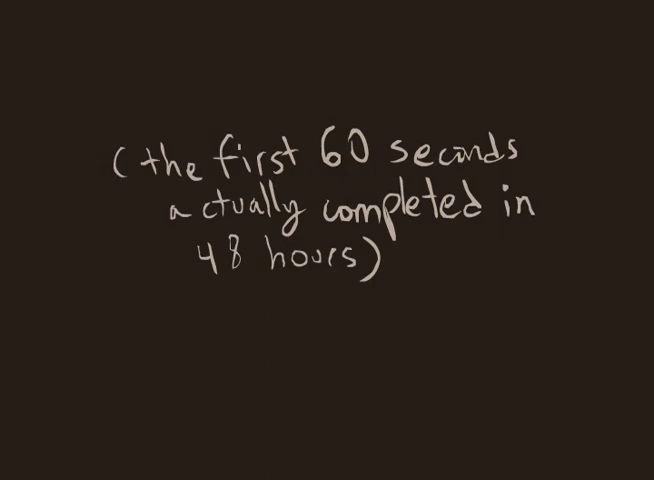 (the first 60 seconds
actually completed in
48 hours)